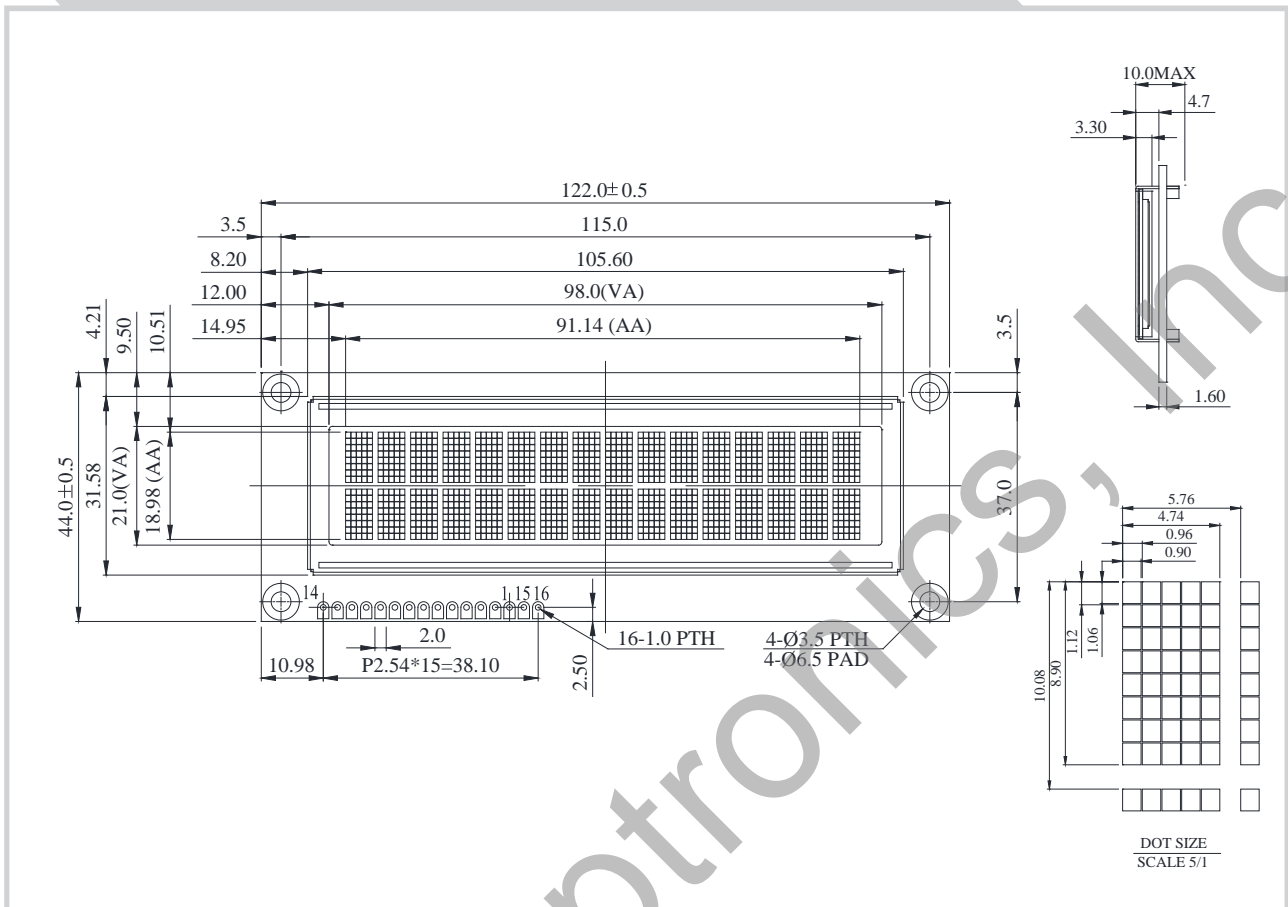 10.0MAX
4.7
3.30
122.0±0.5
3.5
115.0
8.20
105.60
12.00
98.0(VA)
14.95
91.14 (AA)
4.21
9.50
10.51
3.5
1.60
44.0±0.5
31.58
21.0(VA)
18.98 (AA)
37.0
5.76
4.74
0.96
0.90
14
1
15
16
2.0
16-1.0 PTH
4-Ø3.5 PTH
4-Ø6.5 PAD
10.98
P2.54*15=38.10
2.50
1.12
1.06
10.08
8.90
DOT SIZE
SCALE 5/1
ptronics, Inc